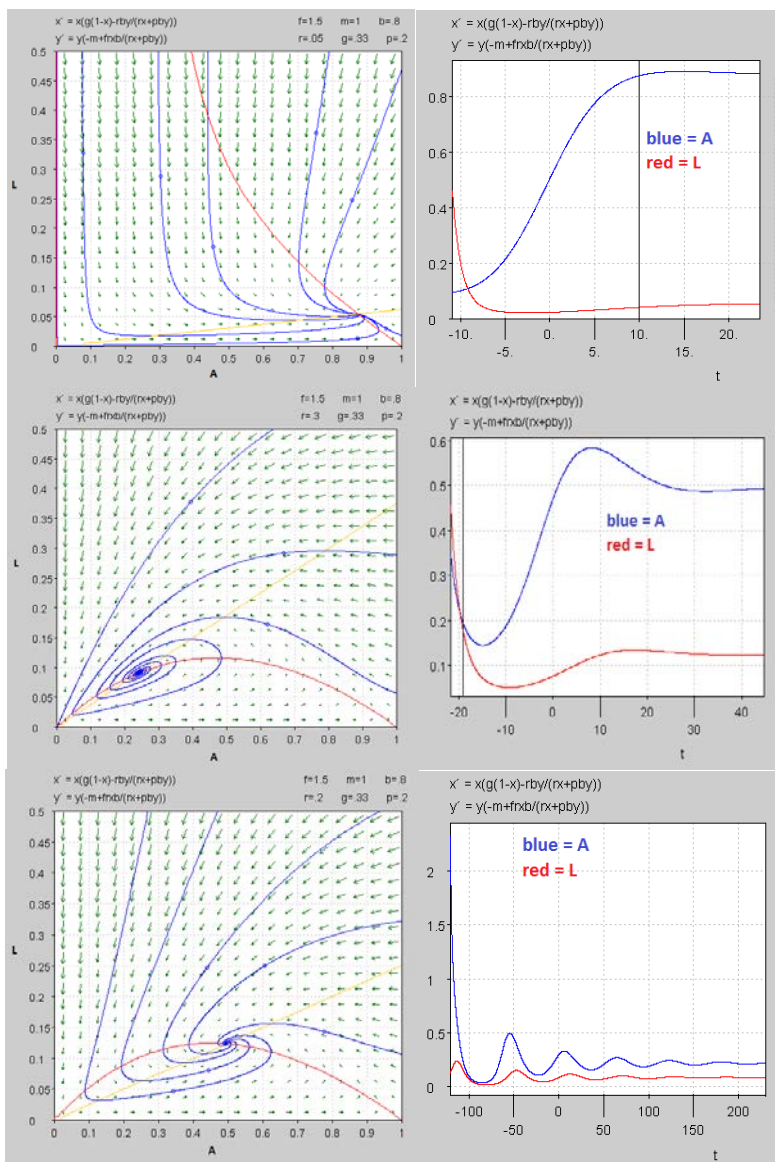 x´ = x(g(1-x)-rby/(rx+pby)) f=1.5 m=1 b=.8
y´ = y(-m+frxb/(rx+pby)) r=.05 g=.33 p=.2
0.5
0.45
0.4
0.35
0.3
0.25
0.2
0.15
0.1
0.05
0
L
0 0.1 0.2 0.3 0.4 0.5 0.6 0.7 0.8 0.9 1
A
x´ = x(g(1-x)-rby/(rx+pby))
y´ = y(-m+frxb/(rx+pby))
0.8
0.6
0.4
0.2
0
blue = A
red = L
-10. 0. 10. 20.
-5. 5. 15.
t
x´ = x(g(1-x)-rby/(rx+pby)) f=1.5 m=1 b=.8
y´ = y(-m+frxb/(rx+pby)) r=.3 g=.33 p=.2
0.5
0.45
0.4
0.35
0.3
0.25
0.2
0.15
0.1
0.05
0
L
0 0.1 0.2 0.3 0.4 0.5 0.6 0.7 0.8 0.9 1
A
x´ = x(g(1-x)-rby/(rx+pby))
y´ = y(-m+frxb/(rx+pby))
0.6
0.5
0.4
0.3
0.2
0.1
blue = A
red = L
-20 0 20 40
-10 10 30
t
x´ = x(g(1-x)-rby/(rx+pby)) f=1.5 m=1 b=.8
y´ = y(-m+frxb/(rx+pby)) r=.2 g=.33 p=.2
0.5
0.45
0.4
0.35
0.3
0.25
0.2
0.15
0.1
0.05
0
L
0 0.1 0.2 0.3 0.4 0.5 0.6 0.7 0.8 0.9 1
A
x´ = x(g(1-x)-rby/(rx+pby))
y´ = y(-m+frxb/(rx+pby))
blue = A
red = L
2
1.5
1
0.5
0
-100 0 100 200
-50 50 150
t